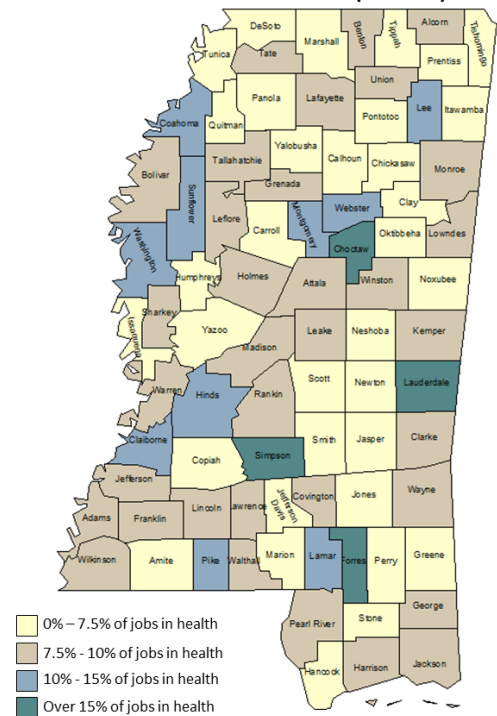 DeSoto
Alcorn
Benton
Tippah
Tishomingo
Marshall
Tunica
Tate
Prentiss
Union
Panola
Lafayette
Lee
Itawamba
Pontotoc
Coahoma
Quitman
Yalobusha
Calhoun
Chickasaw
Tallahatchie
Monroe
Bolivar
Sunflower
Grenada
Clay
Webster
Montgomery
Leflore
Carroll
Oktibbeha
Lowndes
Washington
Choctaw
Humphreys
Holmes
Attala
Winston
Noxubee
Sharkey
Issaquena
Yazoo
Leake
Neshoba
Kemper
Madison
Scott
Newton
Lauderdale
Warren
Hinds
Rankin
Claiborne
Smith
Jasper
Clarke
Copiah
Simpson
Jefferson
Covington
Jones
Wayne
Lincoln
Lawrence
Jefferson
Davis
Adams
Franklin
Wilkinson
Amite
Pike
Walthal
Marion
Lamar
Forres
Perry
Greene
George
Pearl River
Stone
Hancock
Harrison
Jackson
0% – 7.5% of jobs in health
7.5% - 10% of jobs in health
10% - 15% of jobs in health
Over 15% of jobs in health